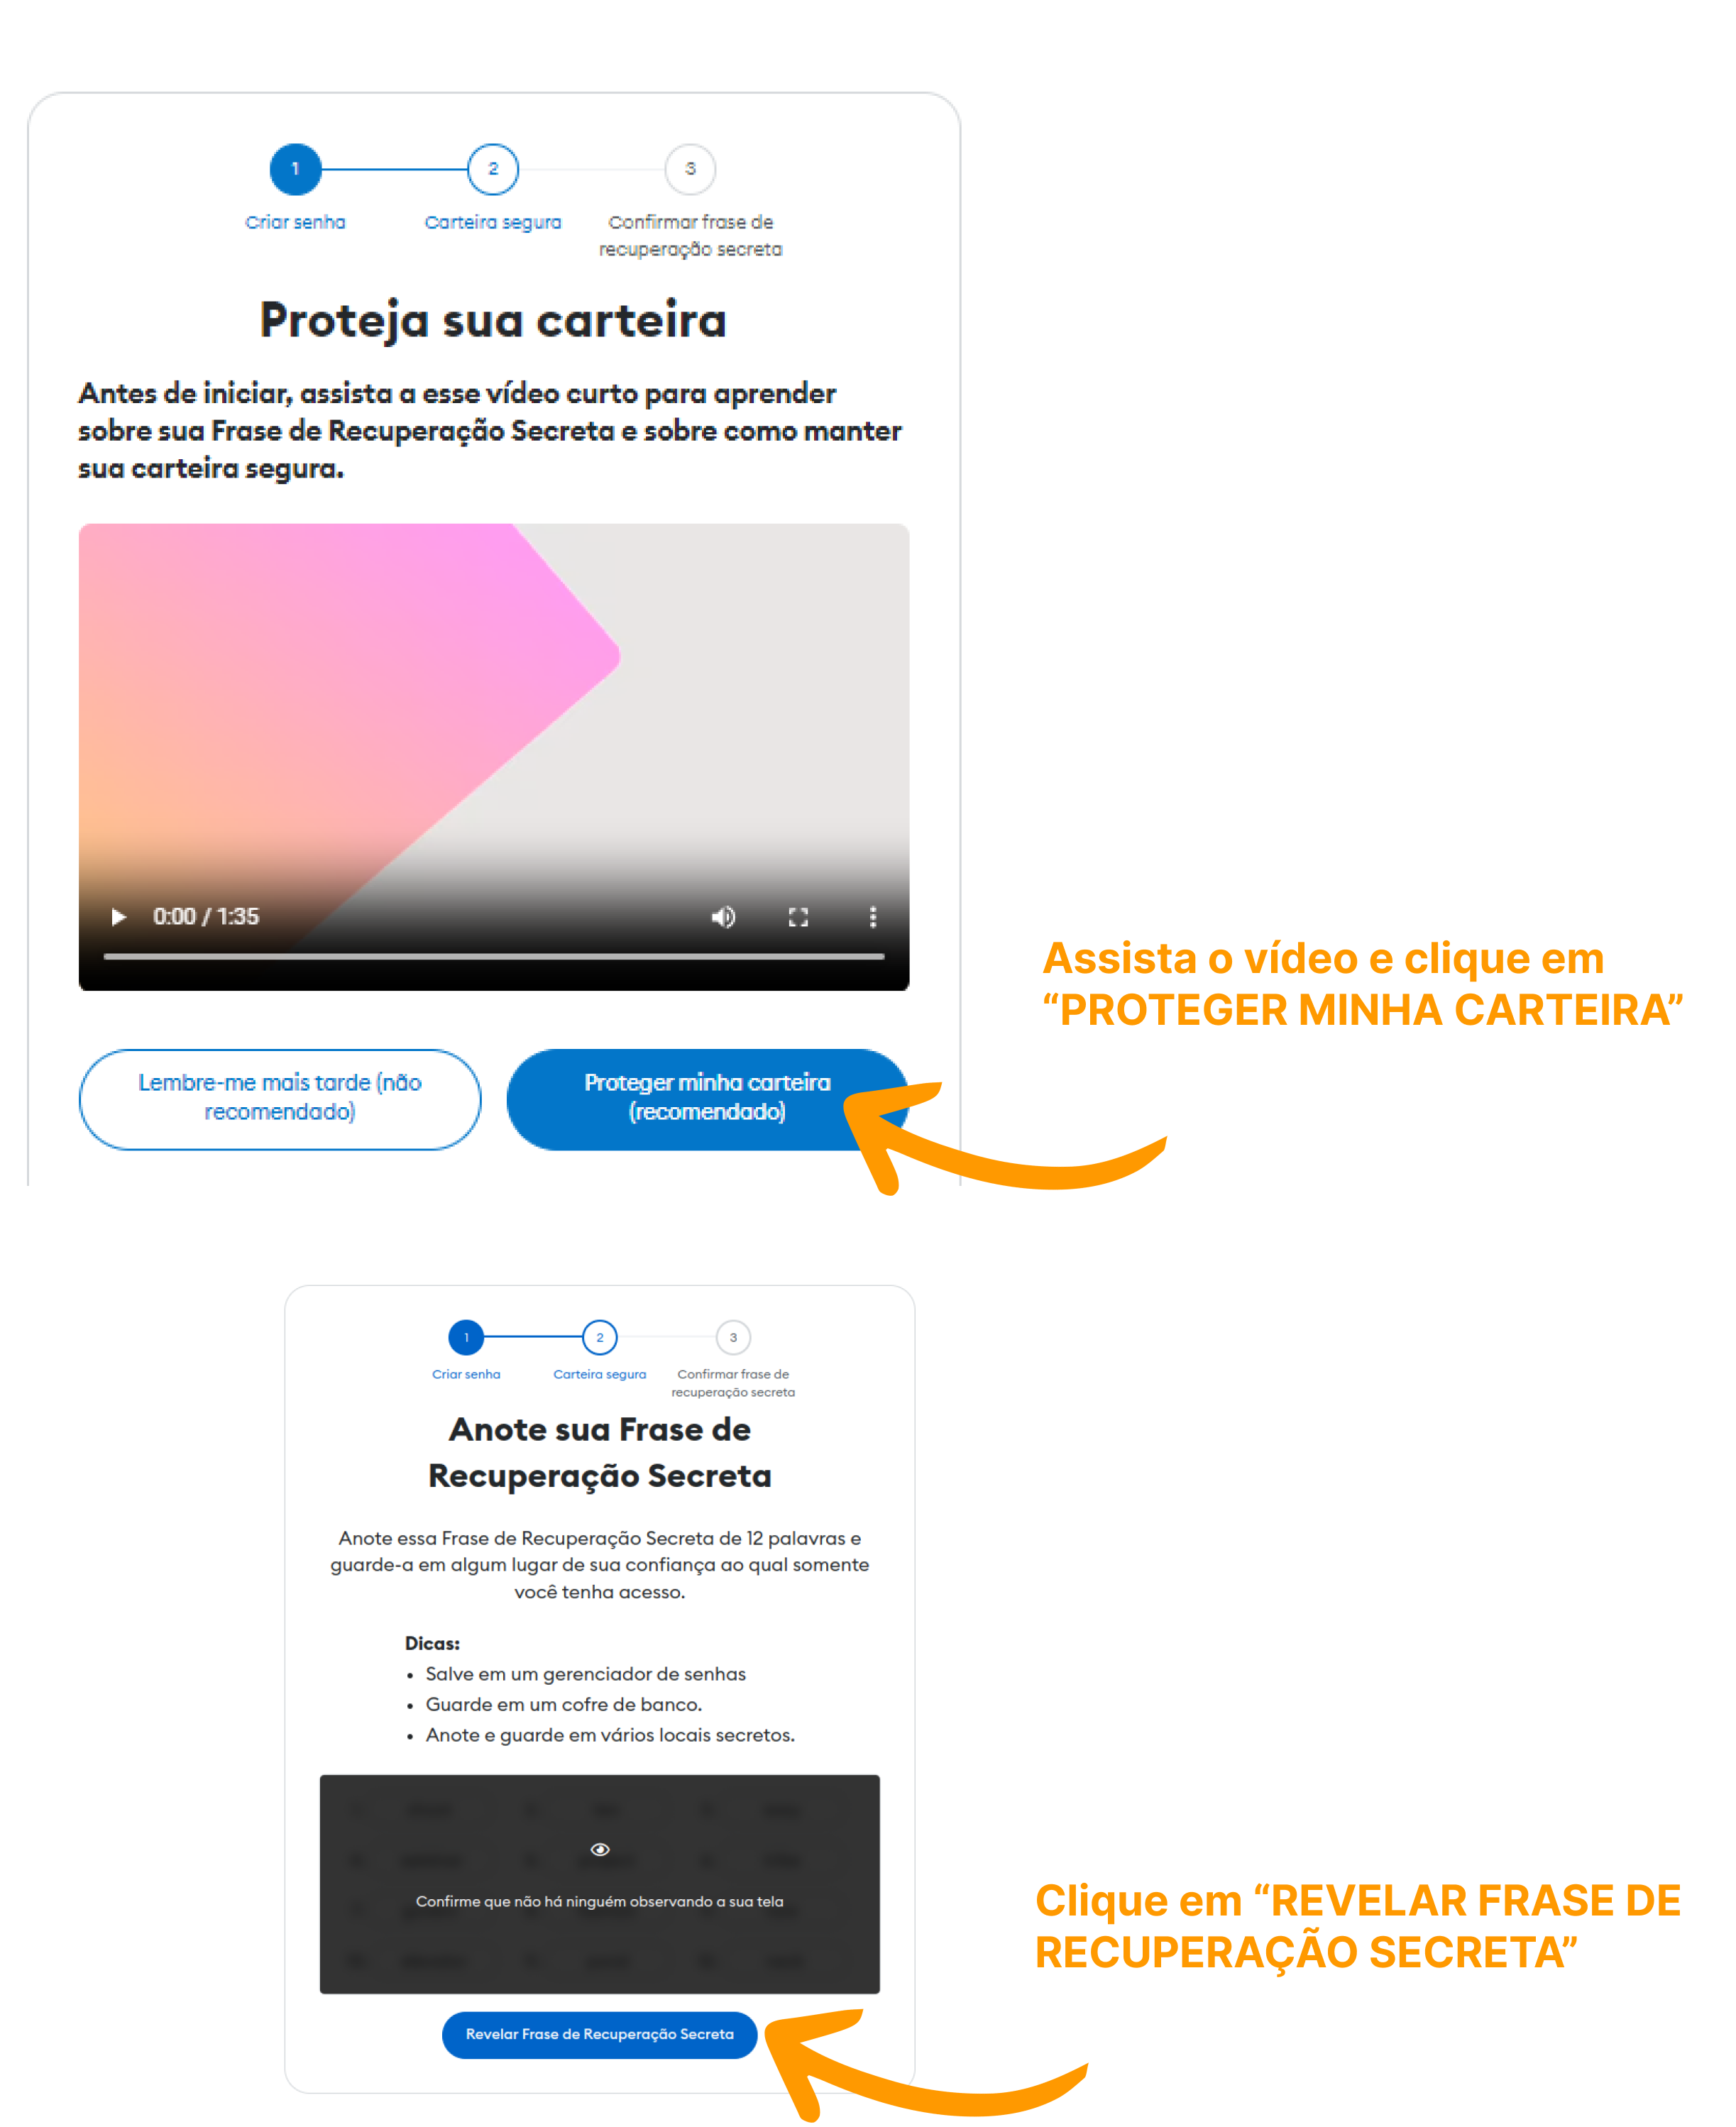 1
2
3
Criar senha
Carteira segura
Confirmar frase de
recuperação secreta
Proteja sua carteira
Antes de iniciar, assista a esse vídeo curto para aprender
sobre sua Frase de Recuperação Secreta e sobre como manter
sua carteira segura.
0:00 / 1:35
Assista o vídeo e clique em
“PROTEGER MINHA CARTEIRA”
Lembre-me mais tarde (não
recomendado)
Proteger minha carteira
(recomendado)
1
2
3
Criar senha
Carteira segura
Confirmar frase de
recuperação secreta
Anote sua Frase de
Recuperação Secreta
Anote essa Frase de Recuperação Secreta de 12 palavras e
guarde-a em algum lugar de sua confiança ao qual somente
você tenha acesso.
Dicas:
• Salve em um gerenciador de senhas
• Guarde em um cofre de banco.
• Anote e guarde em vários locais secretos.
Confirme que não há ninguém observando a sua tela
Clique em “REVELAR FRASE DE
RECUPERAÇÃO SECRETA”
Revelar Frase de Recuperação Secreta